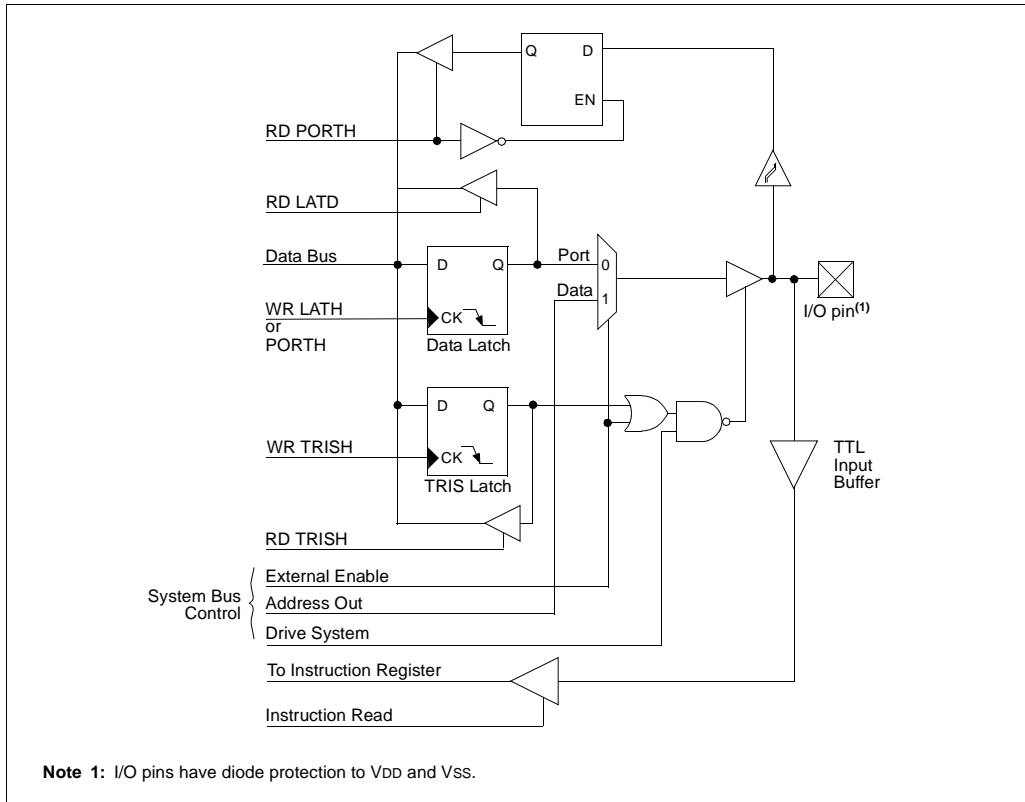 Q D
EN
RD PORTH
RD LATD
Data Bus
D Q
Port
0
Data
1
WR LATH
or
PORTH
CK
Data Latch
I/O pin(1)
D Q
WR TRISH
CK
TRIS Latch
TTL
Input
Buffer
RD TRISH
System Bus
Control
External Enable
Address Out
Drive System
To Instruction Register
Instruction Read
Note 1: I/O pins have diode protection to VDD and VSS.